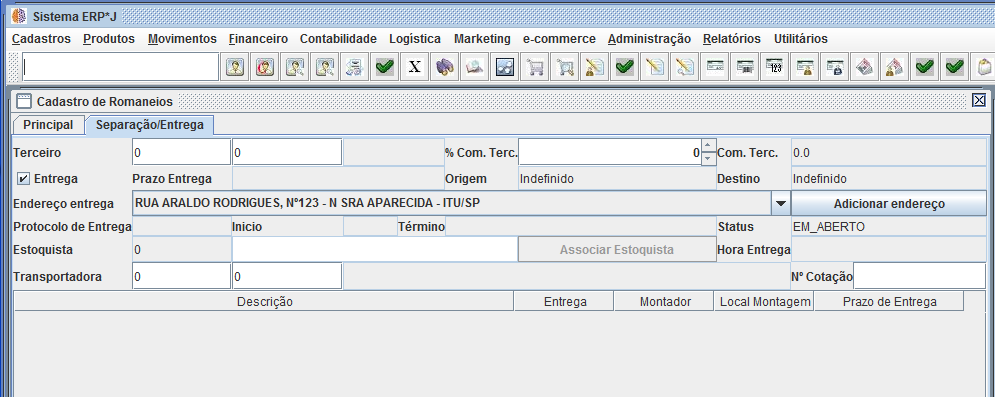 Sistema ERP*J
Cadastros Produtos Movimentos Financeiro Contabilidade Logística Marketing e-commerce Administração Relatórios Utilitários
X 123
Cadastro de Romaneios
Principal Separação/Entrega
Terceiro 0 0 % Com. Terc. 0 Com. Terc. 0.0
Entrega Prazo Entrega Origem Indefinido Destino Indefinido
Endereço entrega RUA ARALDO RODRIGUES, Nº123 - N SRA APARECIDA - ITU/SP Adicionar endereço
Protocolo de Entrega Inicio Término Status EM_ABERTO
Estoquista 0 Associar Estoquista Hora Entrega
Transportadora 0 0 Nº Cotação
Descrição Entrega Montador Local Montagem Prazo de Entrega